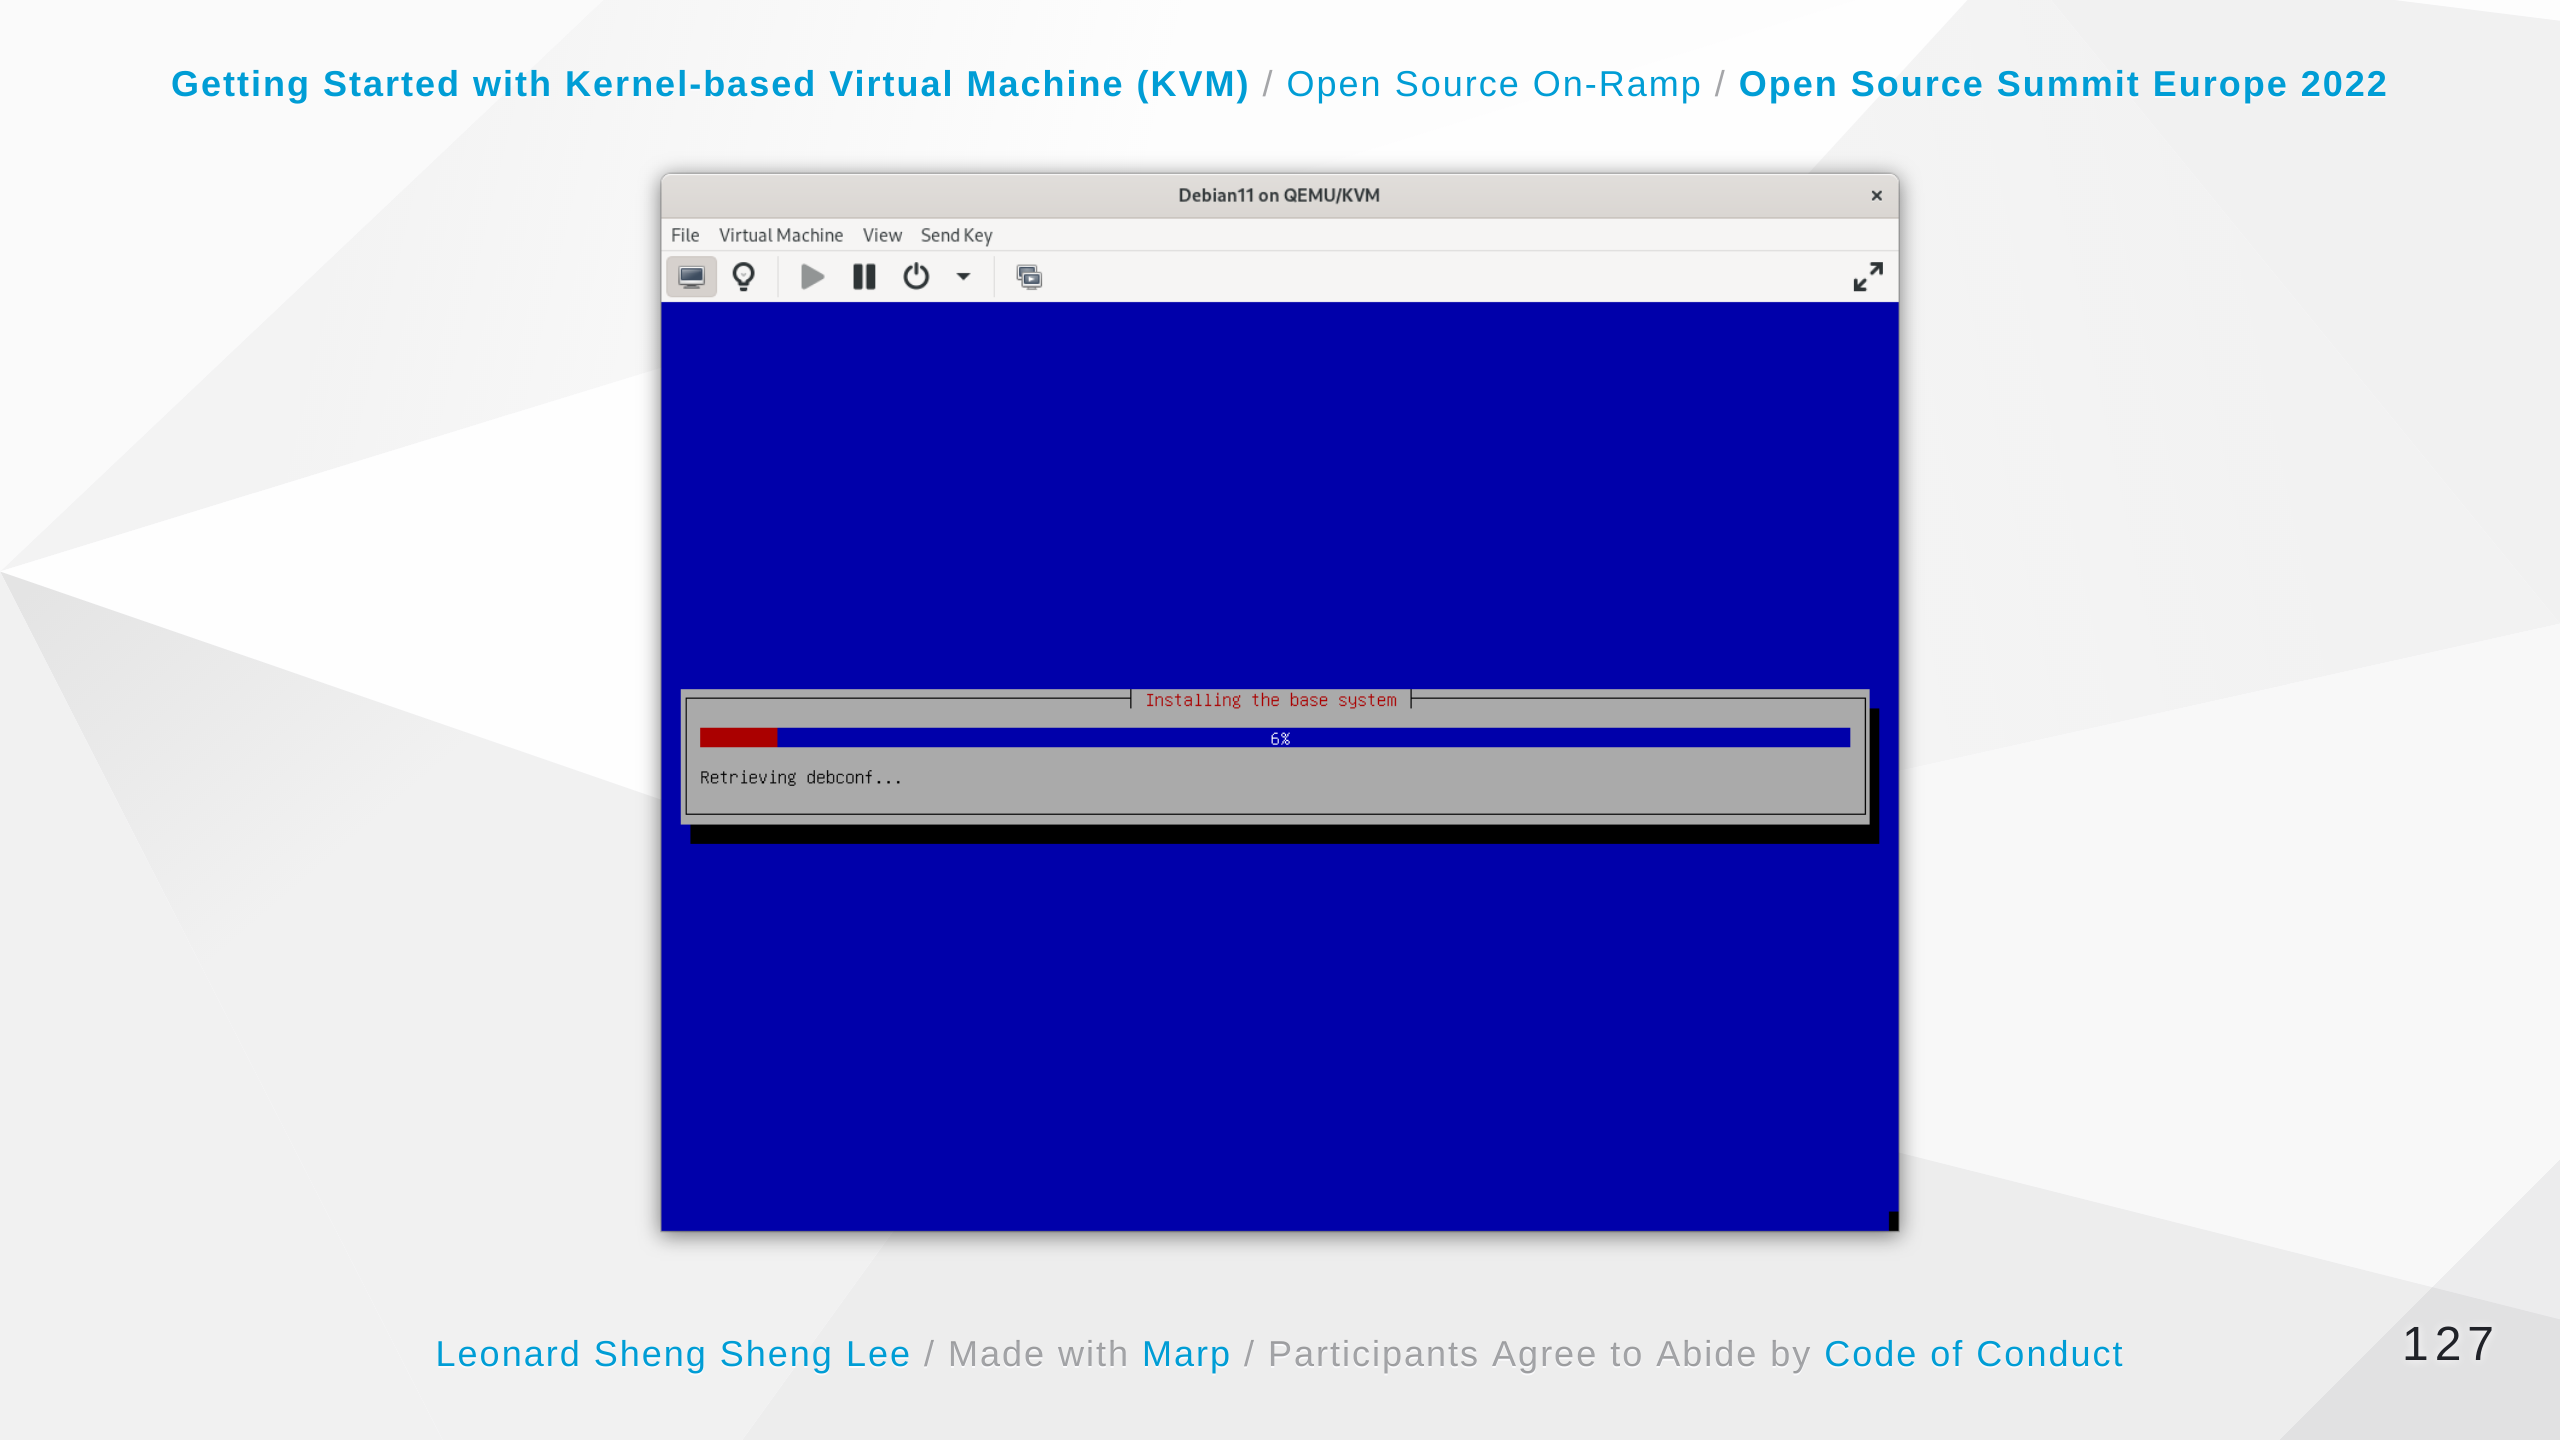 Getting Started with Kernel-based Virtual Machine (KVM) / Open Source On-Ramp / Open Source Summit Europe 2022
Debian11 on QEMU/KVM
File Virtual Machine View Send Key
Installing the base system
6%
Retrieving debconf...
Leonard Sheng Sheng Lee / Made with Marp / Participants Agree to Abide by Code of Conduct
127